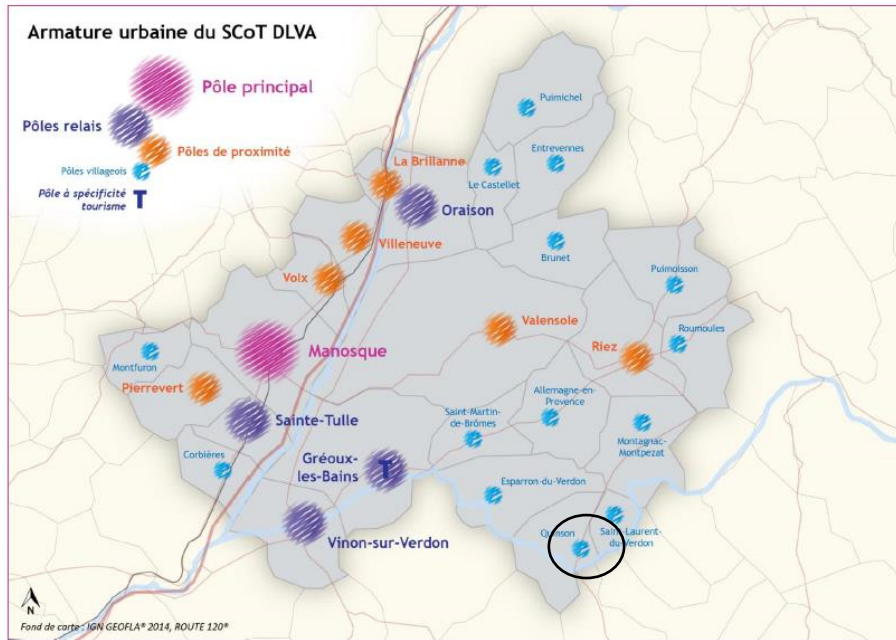 Armature urbaine du SCoT DLVA
Pôle principal
Pôles relais
Pôles de proximité
Pôles villageois
Pôle à spécificité
tourisme
T
Puimichel
La Brillanne
Entrevennes
Le Castellet
Oraison
Villeneuve
Brunet
Volx
Puimoisson
Valensole
Roumoules
Riez
Manosque
Montfuron
Pierrevert
Allemagne-en-
Provence
Sainte-Tulle
Saint-Martin-
de-Brômes
Montagnac-
Montpezat
Corbières
Gréoux-
les-Bains
T
Esparron-du-Verdon
Vinon-sur-Verdon
Quinson
Saint-Laurent-
du-Verdon
N
Fond de carte : IGN GEOFLA® 2014, ROUTE 120®